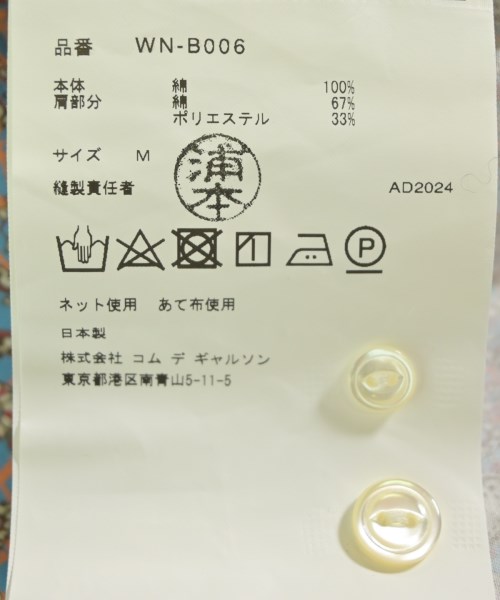 品番 WN-B006
本体 綿 100%
肩部分 綿 67%
ポリエステル 33%
サイズ M
縫製責任者 浦本 AD2024
P
ネット使用 あて布使用
日本製
株式会社 コム デ ギャルソン
東京都港区南青山5-11-5